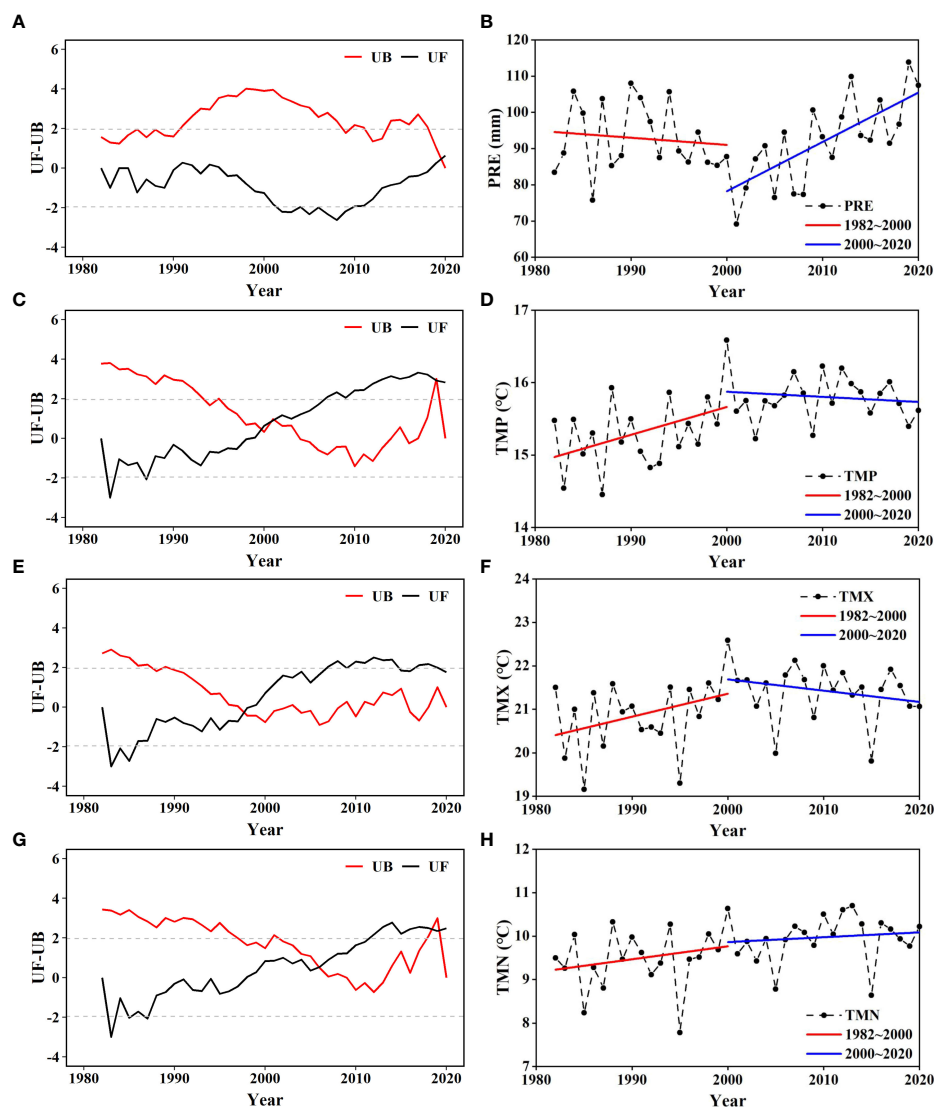 A
UF-UB
6
4
2
0
-2
-4
UB UF
1980 1990 2000 2010 2020
Year
B
PRE (mm)
120
110
100
90
80
70
60
PRE
1982~2000
2000~2020
1980 1990 2000 2010 2020
Year
C
UF-UB
6
4
2
0
-2
-4
UB UF
1980 1990 2000 2010 2020
Year
D
TMP (℃)
17
16
15
14
TMP
1982~2000
2000~2020
1980 1990 2000 2010 2020
Year
E
UF-UB
6
4
2
0
-2
-4
UB UF
1980 1990 2000 2010 2020
Year
F
TMX (℃)
24
23
22
21
20
19
TMX
1982~2000
2000~2020
1980 1990 2000 2010 2020
Year
G
UF-UB
6
4
2
0
-2
-4
UB UF
1980 1990 2000 2010 2020
Year
H
TMN (℃)
12
11
10
9
8
7
TMN
1982~2000
2000~2020
1980 1990 2000 2010 2020
Year